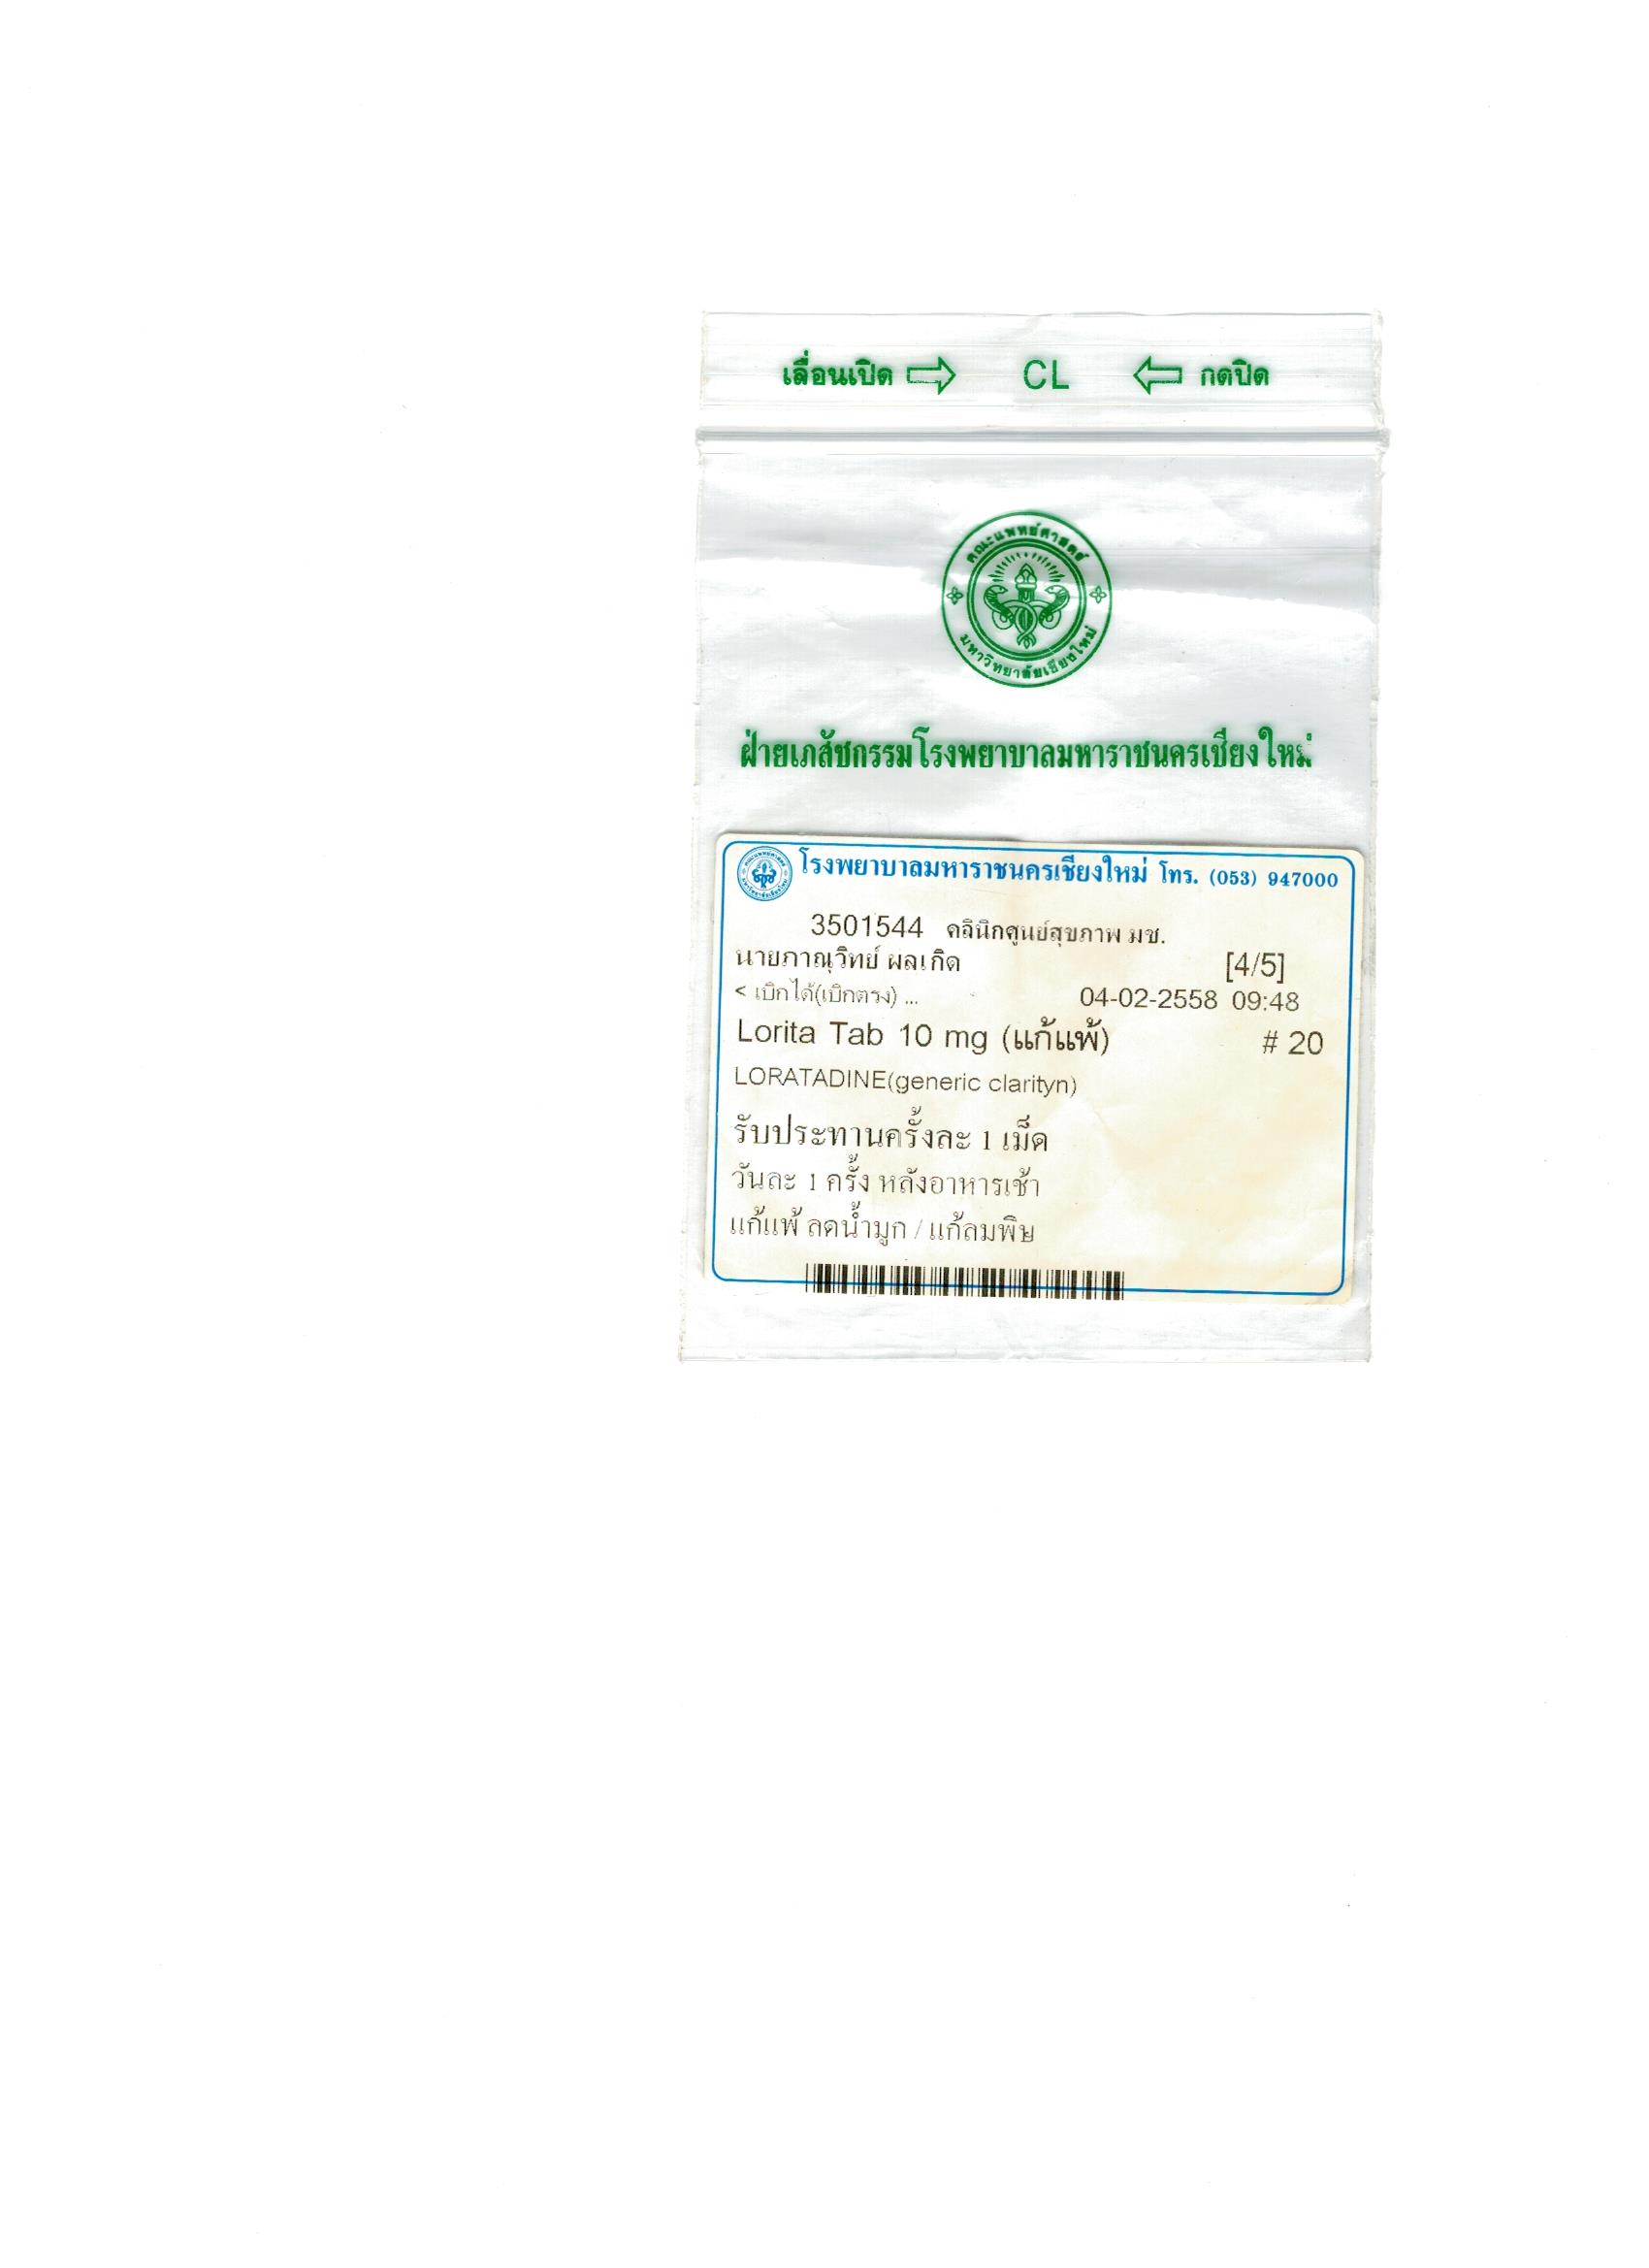 เลื่อนเปิด CL กดปิด
คณะแพทยศาสตร์
มหาวิทยาลัยเชียงใหม่
ฝ่ายเภสัชกรรมโรงพยาบาลมหาราชนครเชียงใหม่
โรงพยาบาลมหาราชนครเชียงใหม่ โทร. (053) 947000
3501544 คลินิกศูนย์สุขภาพ มช.
นายภาณุวิทย์ ผลเกิด [4/5]
< เบิกได้(เบิกตรง) ... 04-02-2558 09:48
Lorita Tab 10 mg (แก้แพ้) # 20
LORATADINE(generic clarityn)
รับประทานครั้งละ 1 เม็ด
วันละ 1 ครั้ง หลังอาหารเช้า
แก้แพ้ ลดน้ำมูก / แก้ลมพิษ